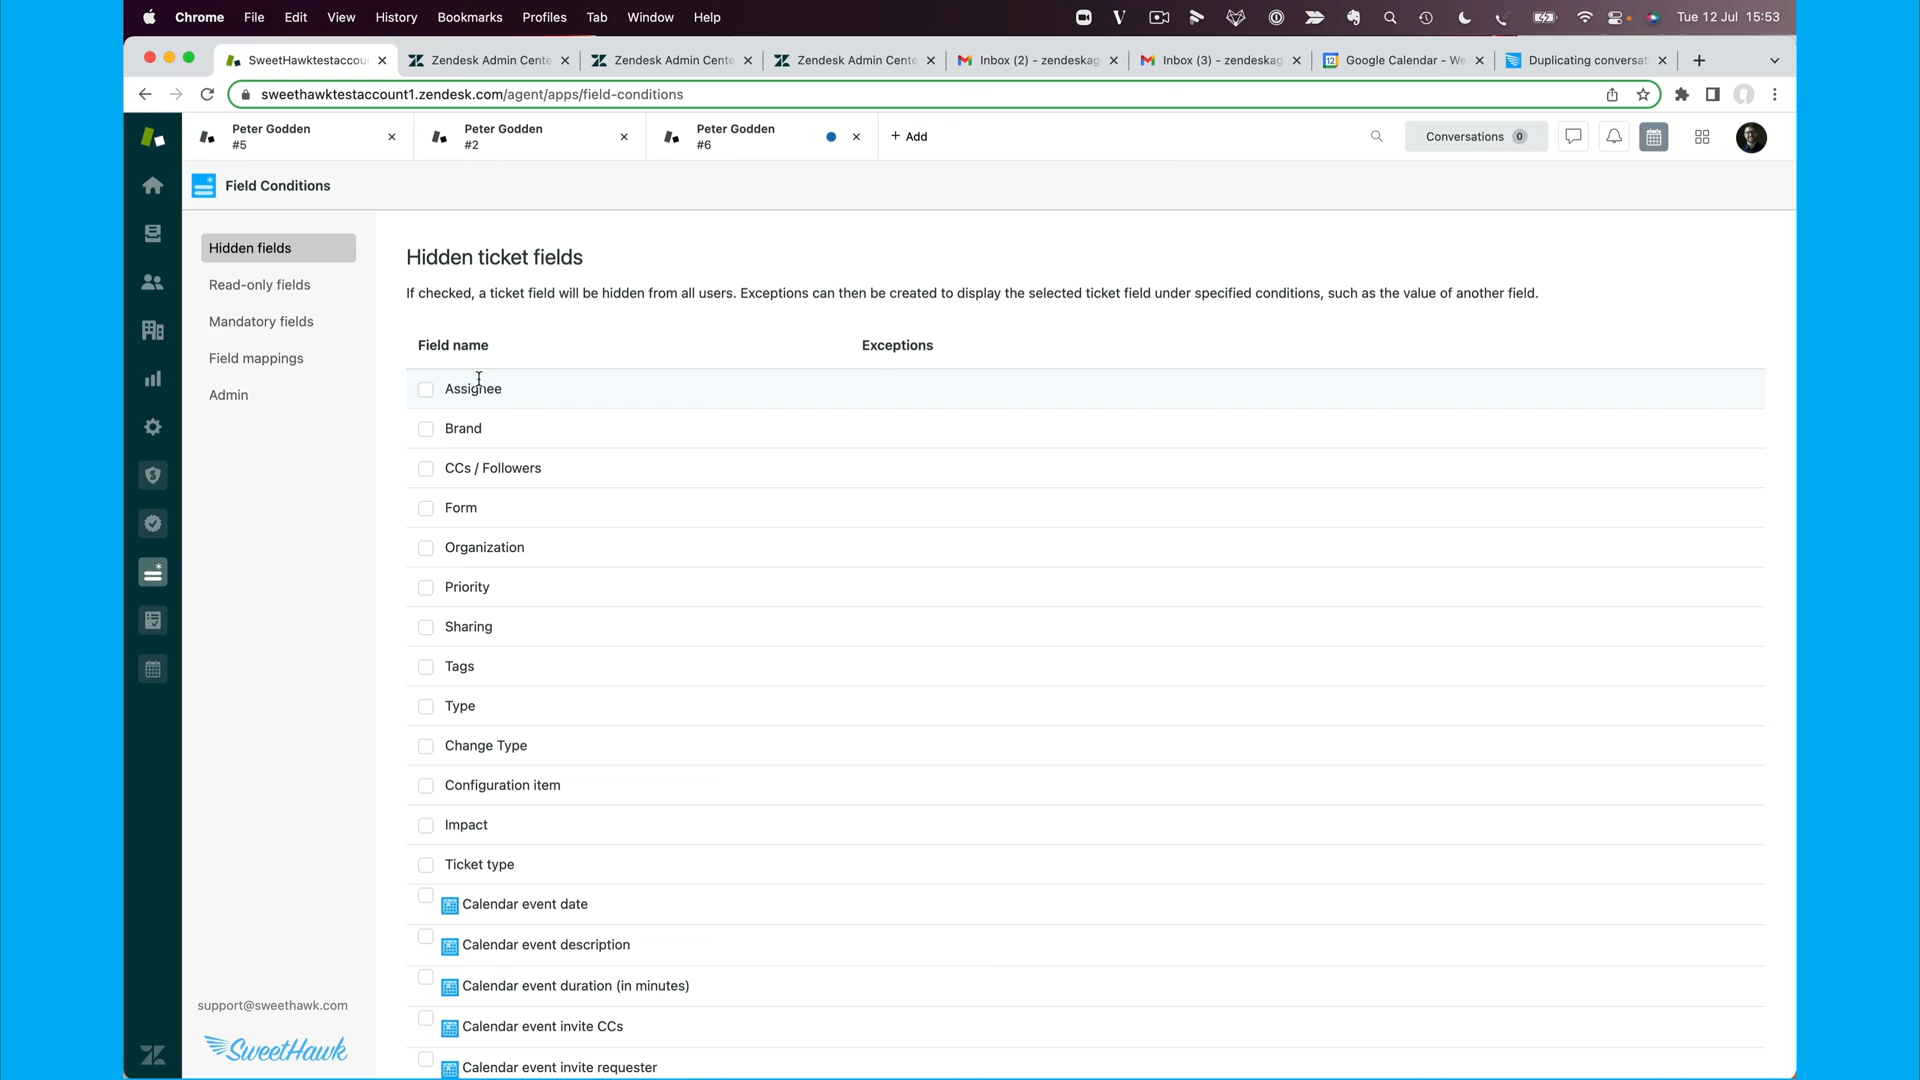 Chrome File Edit View History Bookmarks Profiles Tab Window Help Tue 12 Jul 15:53
SweetHawktestaccou Zendesk Admin Cente Zendesk Admin Cente Zendesk Admin Cente Inbox (2) - zendeskag Inbox (3) - zendeskag Google Calendar - We Duplicating conversat
sweethawktestaccount1.zendesk.com/agent/apps/field-conditions
Peter Godden
#5
Peter Godden
#2
Peter Godden
#6
+ Add
Conversations 0
Field Conditions
Hidden fields
Read-only fields
Mandatory fields
Field mappings
Admin
Hidden ticket fields
If checked, a ticket field will be hidden from all users. Exceptions can then be created to display the selected ticket field under specified conditions, such as the value of another field.
Field name Exceptions
Assignee
Brand
CCs / Followers
Form
Organization
Priority
Sharing
Tags
Type
Change Type
Configuration item
Impact
Ticket type
Calendar event date
Calendar event description
Calendar event duration (in minutes)
Calendar event invite CCs
Calendar event invite requester
support@sweethawk.com
SweetHawk